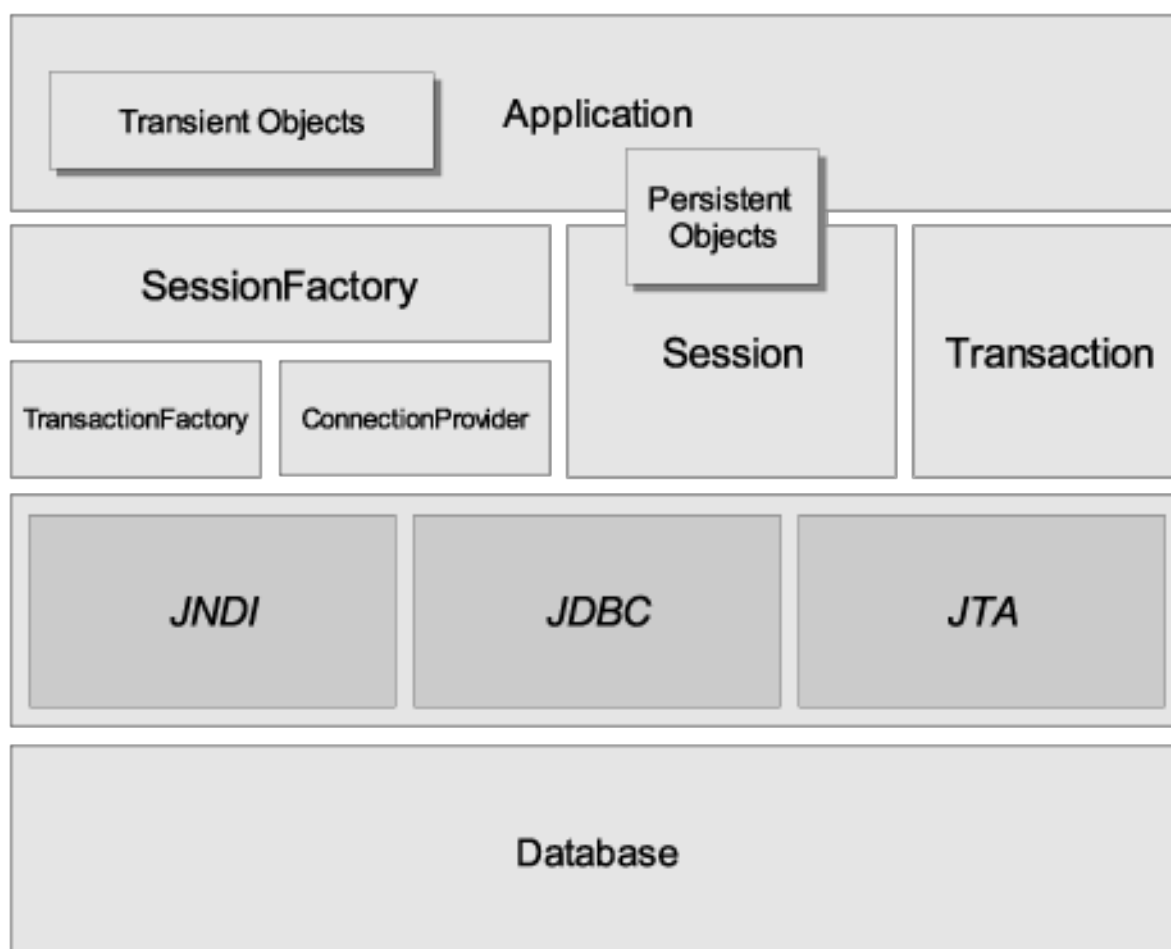 Transient Objects
Application
Persistent
Objects
SessionFactory
Session
Transaction
TransactionFactory
ConnectionProvider
JNDI
JDBC
JTA
Database